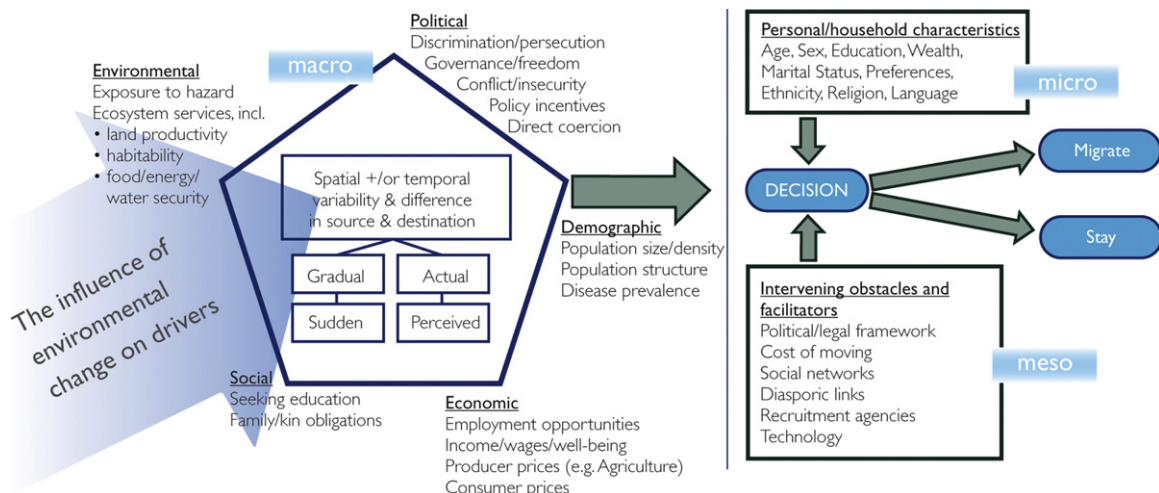 Political
Discrimination/persecution
Governance/freedom
Conflict/insecurity
Policy incentives
Direct coercion
macro
Environmental
Exposure to hazard
Ecosystem services, incl.
• land productivity
• habitability
• food/energy/
water security
Spatial +/or temporal
variability & difference
in source & destination
Gradual
Actual
Sudden
Perceived
The influence of
environmental
change on drivers
Demographic
Population size/density
Population structure
Disease prevalence
Social
Seeking education
Family/kin obligations
Economic
Employment opportunities
Income/wages/well-being
Producer prices (e.g. Agriculture)
Consumer prices
Personal/household characteristics
Age, Sex, Education, Wealth,
Marital Status, Preferences,
Ethnicity, Religion, Language
micro
DECISION
Migrate
Stay
Intervening obstacles and
facilitators
Political/legal framework
Cost of moving
Social networks
Diasporic links
Recruitment agencies
Technology
meso